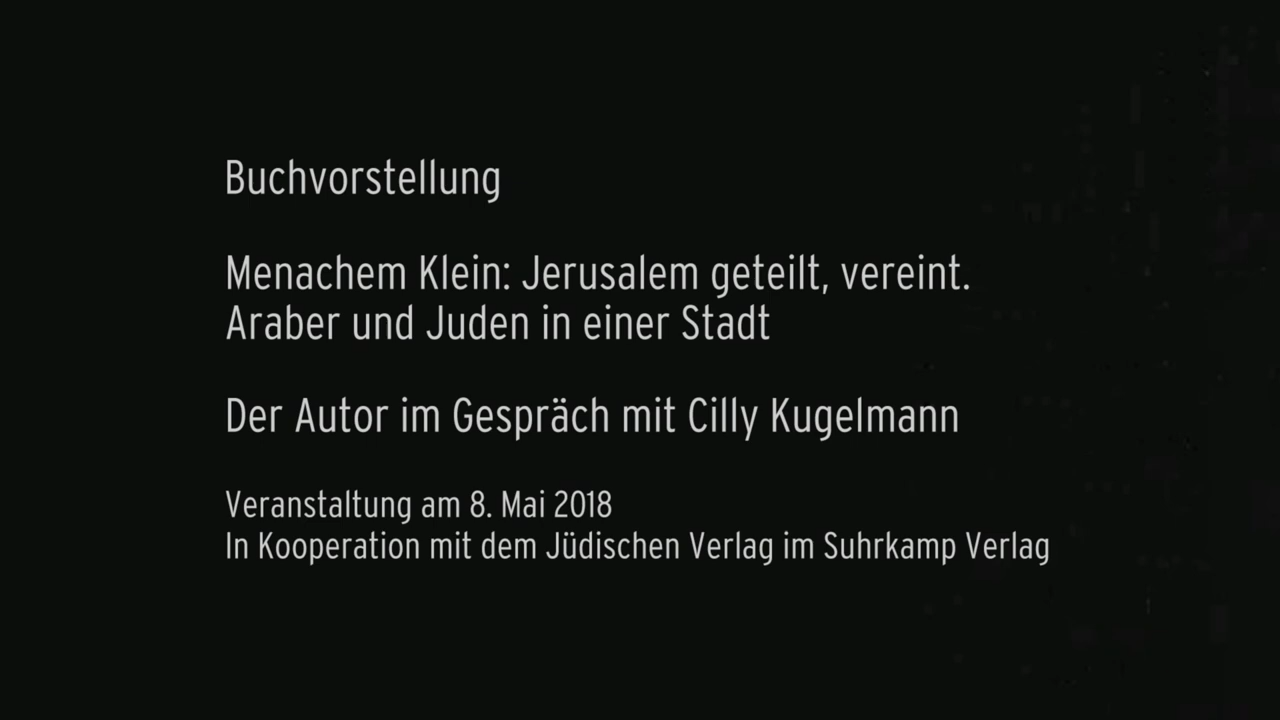 Buchvorstellung
Menachem Klein: Jerusalem geteilt, vereint.
Araber und Juden in einer Stadt
Der Autor im Gespräch mit Cilly Kugelmann
Veranstaltung am 8. Mai 2018
In Kooperation mit dem Jüdischen Verlag im Suhrkamp Verlag